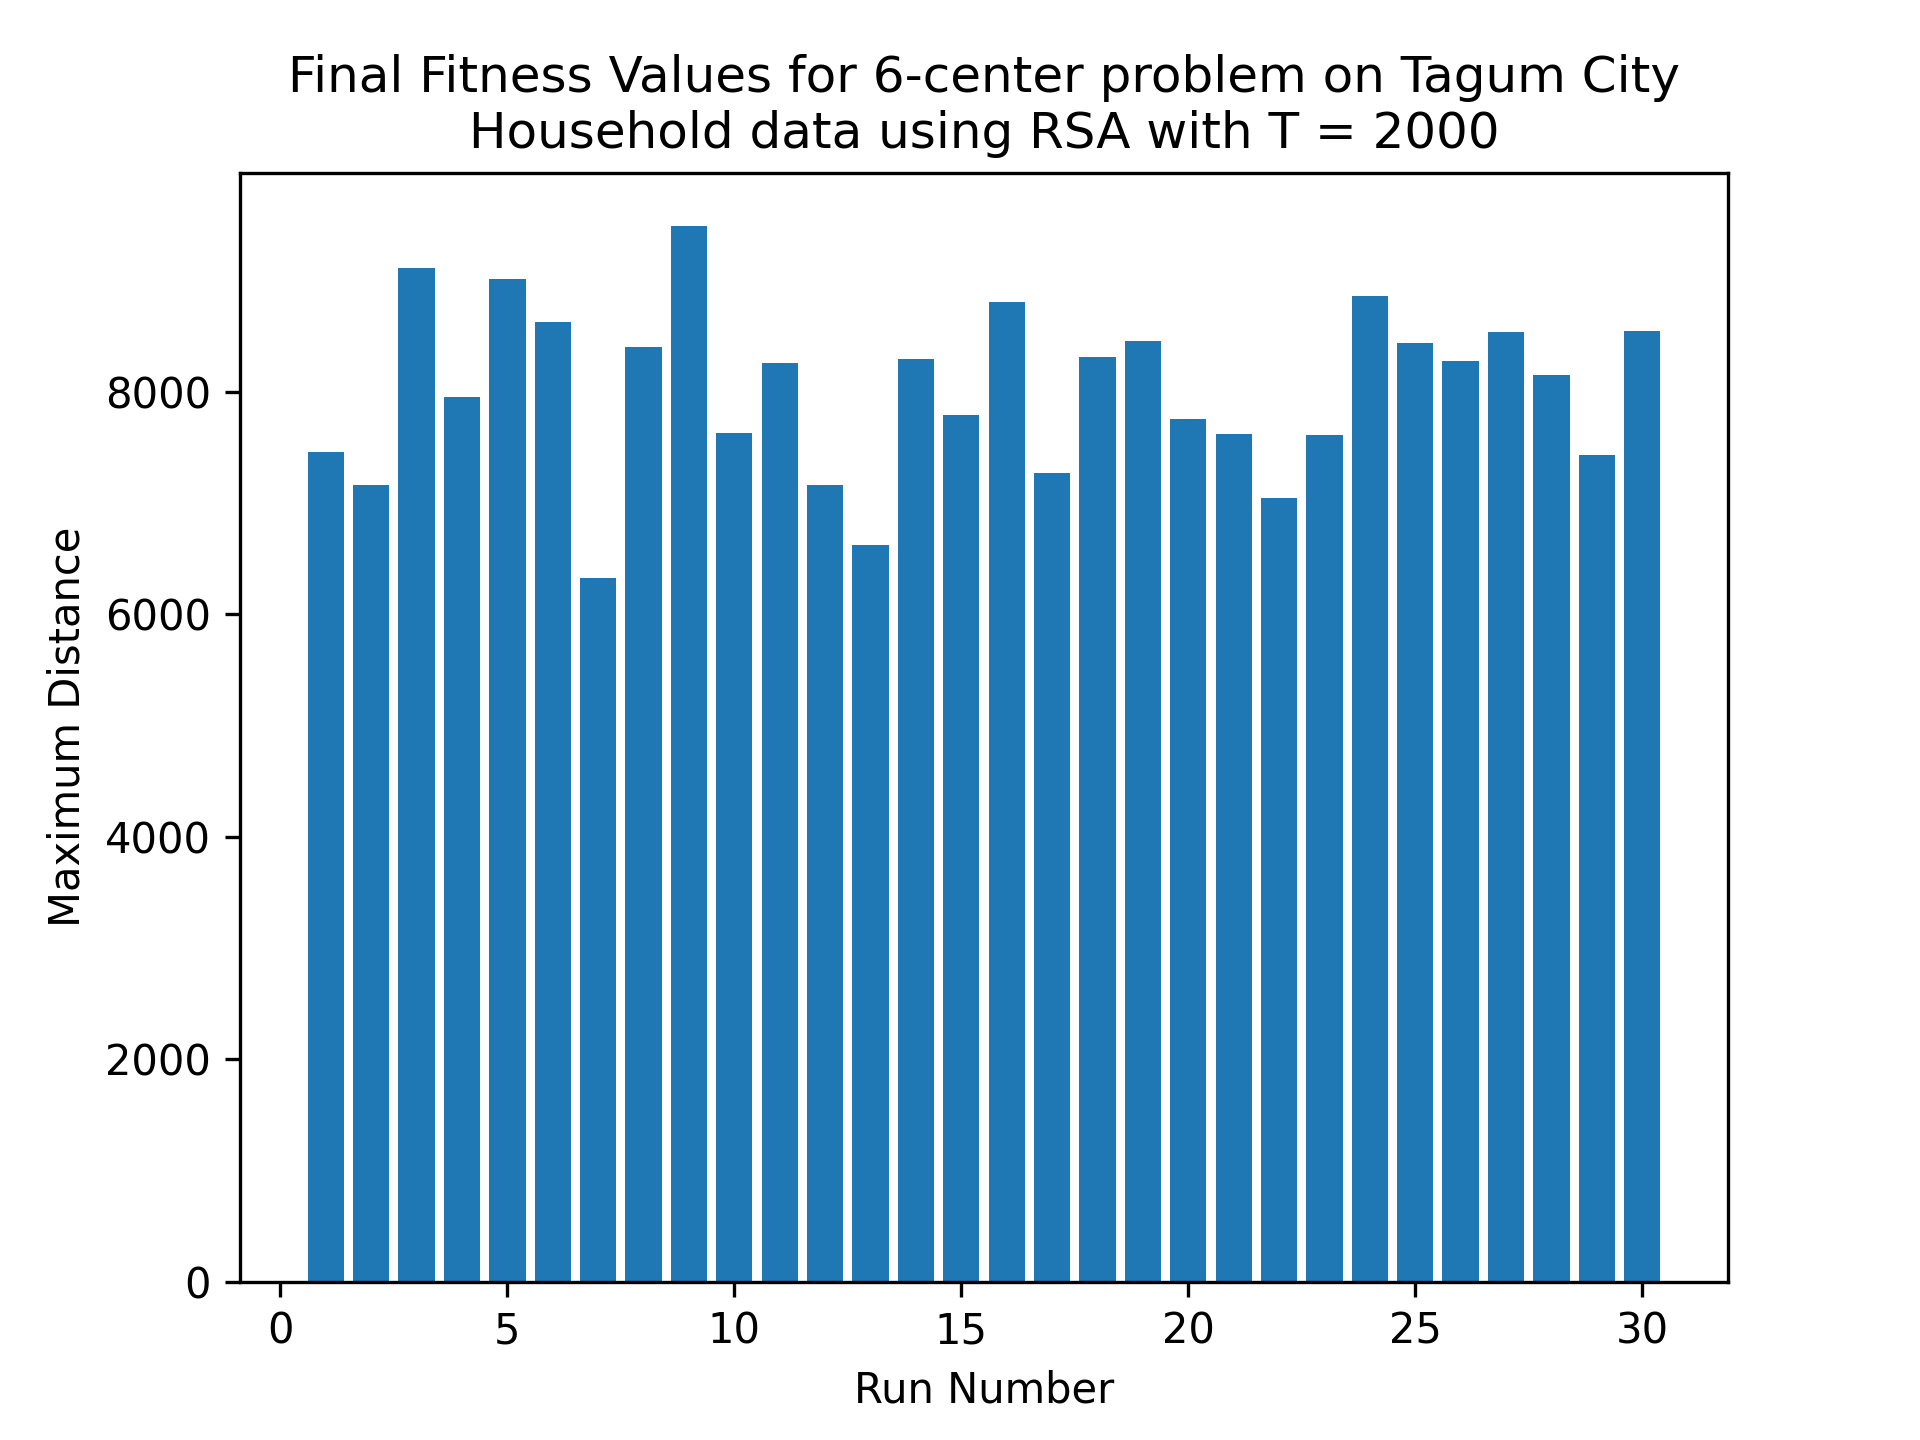 Final Fitness Values for 6-center problem on Tagum City
Household data using RSA with T = 2000
Maximum Distance
8000
6000
4000
2000
0
0 5 10 15 20 25 30
Run Number